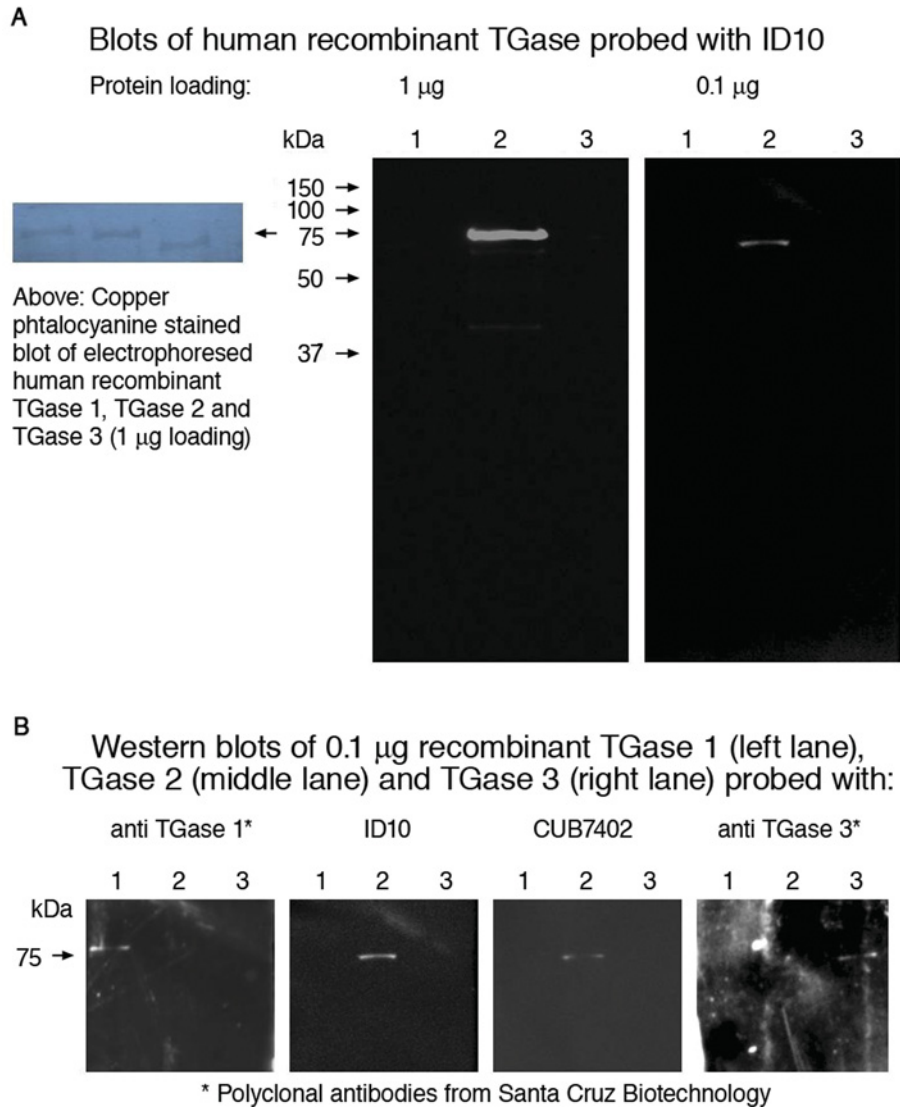 A
Blots of human recombinant TGase probed with ID10
Protein loading: 1 μg 0.1 μg
kDa 1 2 3 1 2 3
150
100
75
50
37
Above: Copper
phtalocyanine stained
blot of electrophoresed
human recombinant
TGase 1, TGase 2 and
TGase 3 (1 μg loading)
B
Western blots of 0.1 μg recombinant TGase 1 (left lane),
TGase 2 (middle lane) and TGase 3 (right lane) probed with:
anti TGase 1* ID10 CUB7402 anti TGase 3*
1 2 3 1 2 3 1 2 3 1 2 3
kDa
75
* Polyclonal antibodies from Santa Cruz Biotechnology